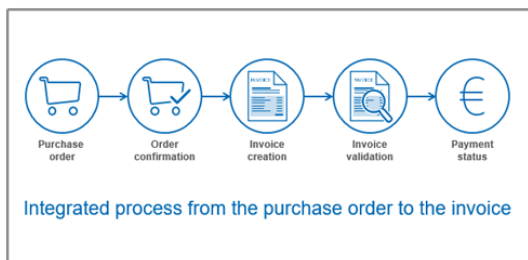 INVOICE
INVOICE
Purchase order
Order confirmation
Invoice creation
Invoice validation
Payment status
€
Integrated process from the purchase order to the invoice